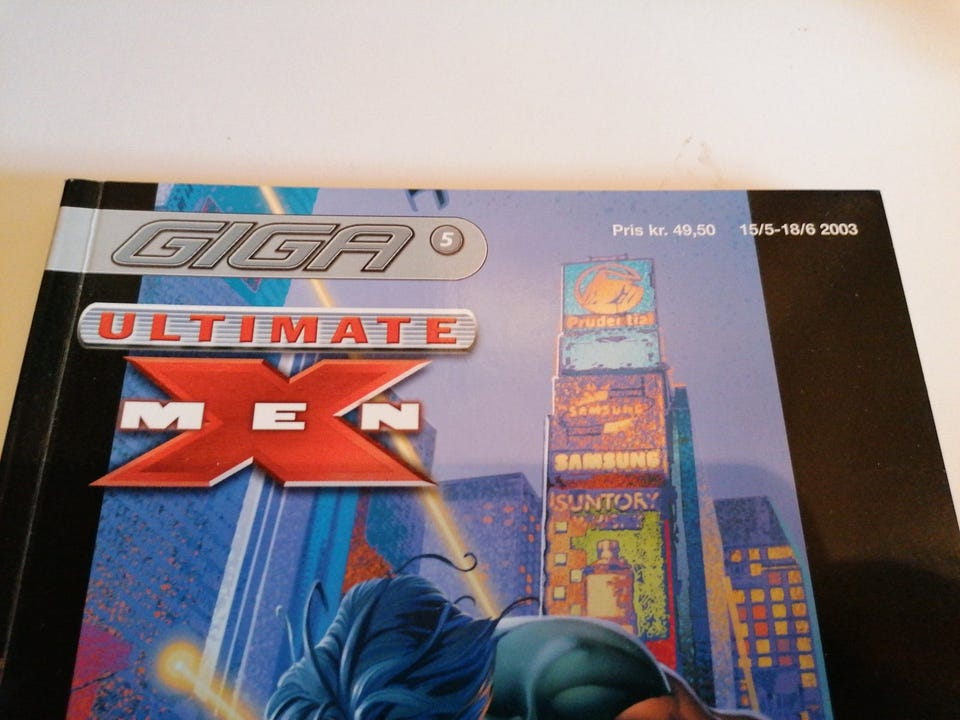 GIGA 5
Pris kr. 49,50 15/5-18/6 2003
ULTIMATE
X
MEN
Prudential
SAMSUNG
SAMSUNG
SUNTORY